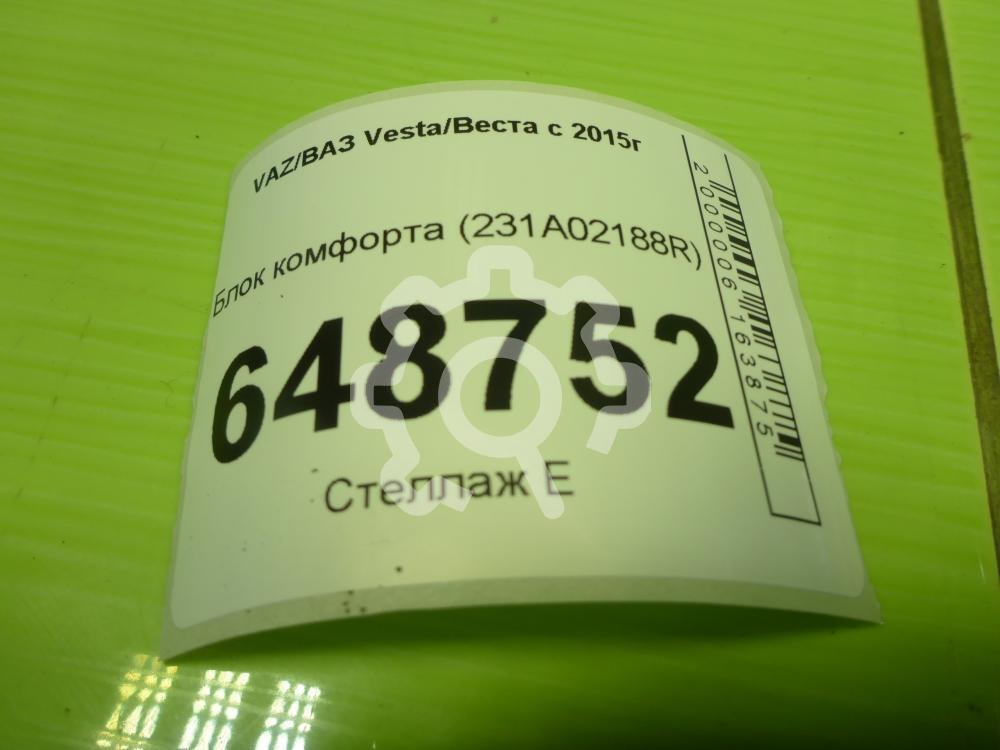 VAZ/ВАЗ Vesta/Веста с 2015г
Блок комфорта (231A02188R)
648752
Стеллаж Е
2000006163875